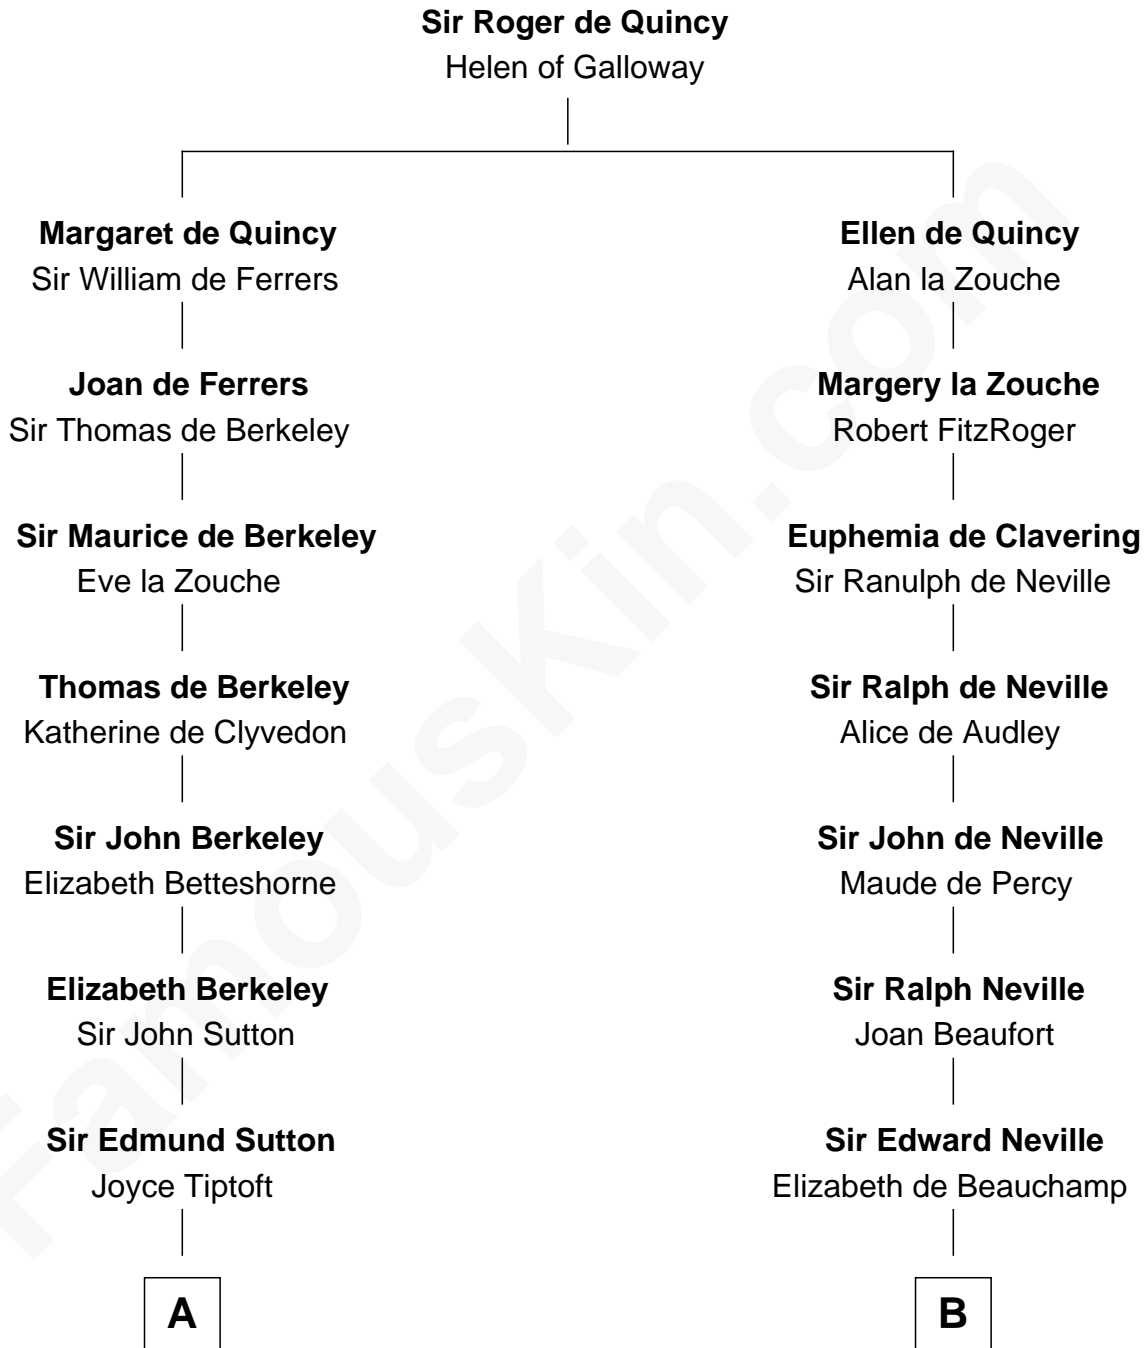 Sir Roger de Quincy
Helen of Galloway
Margaret de Quincy
Sir William de Ferrers
Ellen de Quincy
Alan la Zouche
Joan de Ferrers
Sir Thomas de Berkeley
Margery la Zouche
Robert FitzRoger
Sir Maurice de Berkeley
Eve la Zouche
Euphemia de Clavering
Sir Ranulph de Neville
Thomas de Berkeley
Katherine de Clyvedon
Sir Ralph de Neville
Alice de Audley
Sir John Berkeley
Elizabeth Betteshorne
Sir John de Neville
Maude de Percy
Elizabeth Berkeley
Sir John Sutton
Sir Ralph Neville
Joan Beaufort
Sir Edmund Sutton
Joyce Tiptoft
Sir Edward Neville
Elizabeth de Beauchamp
A
B
FamousKin.com